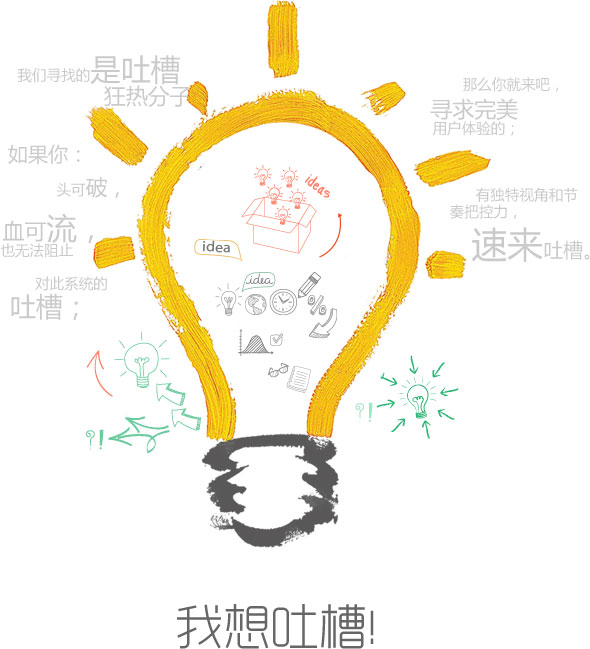 我们寻找的是吐槽
狂热分子
如果你：
头可破，
血可流，
也无法阻止
对此系统的
吐槽；
那么你就来吧，
寻求完美
用户体验的；
有独特视角和节
奏把控力，
速来吐槽。
ideas
idea
idea
%
?!
?!
我想吐槽!